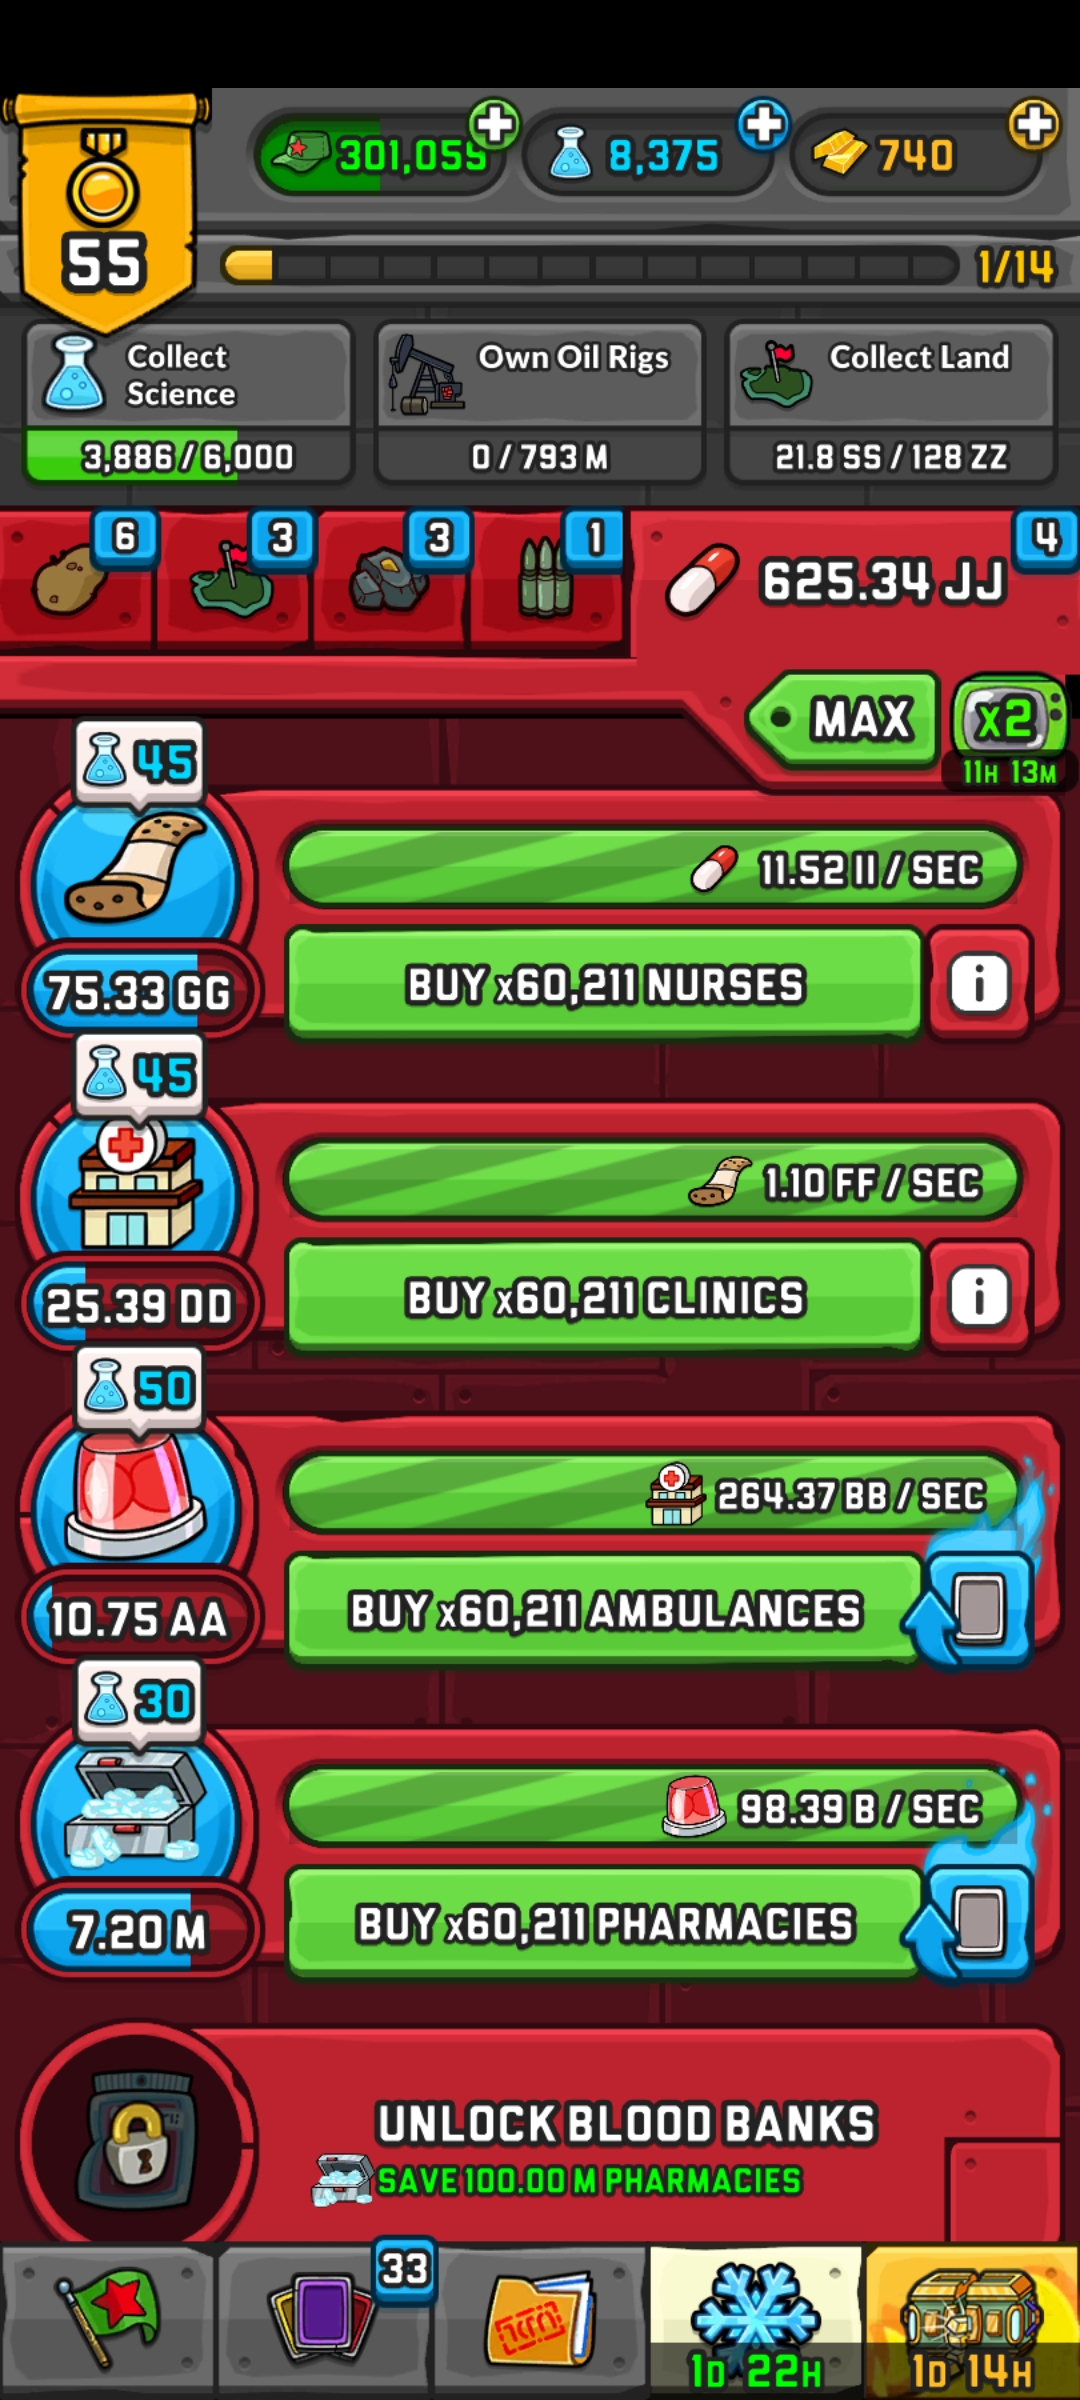 55
301,059
8,375
740
1/14
Collect
Science
3,886/6,000
Own Oil Rigs
0/793 M
Collect Land
21.8 SS/128 ZZ
6
3
3
1
4
625.34 JJ
MAX
x2
11H 13M
45
11.52 II/SEC
75.33 GG
BUY x60,211 NURSES
i
45
1.10 FF/SEC
25.39 DD
BUY x60,211 CLINICS
i
50
264.37 BB/SEC
10.75 AA
BUY x60,211 AMBULANCES
30
98.39 B/SEC
7.20 M
BUY x60,211 PHARMACIES
UNLOCK BLOOD BANKS
SAVE 100.00 M PHARMACIES
33
1D 22H
1D 14H